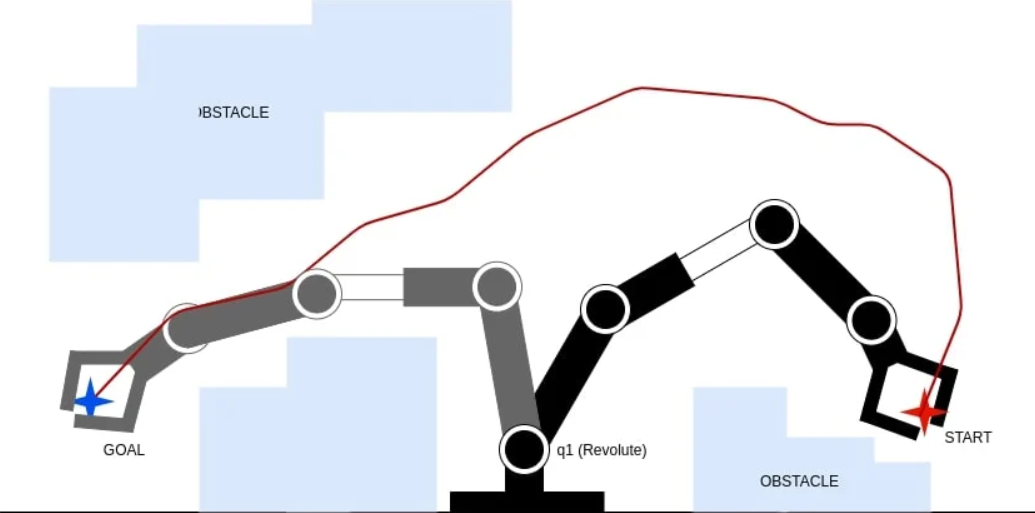 BSTACLE
GOAL
q1 (Revolute)
START
OBSTACLE